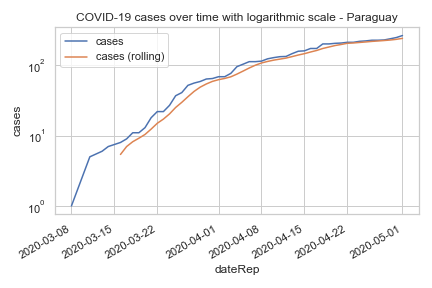 COVID-19 cases over time with logarithmic scale - Paraguay
cases
cases (rolling)
10²
10¹
10⁰
cases
2020-03-08
2020-03-15
2020-03-22
2020-04-01
2020-04-08
2020-04-15
2020-04-22
2020-05-01
dateRep